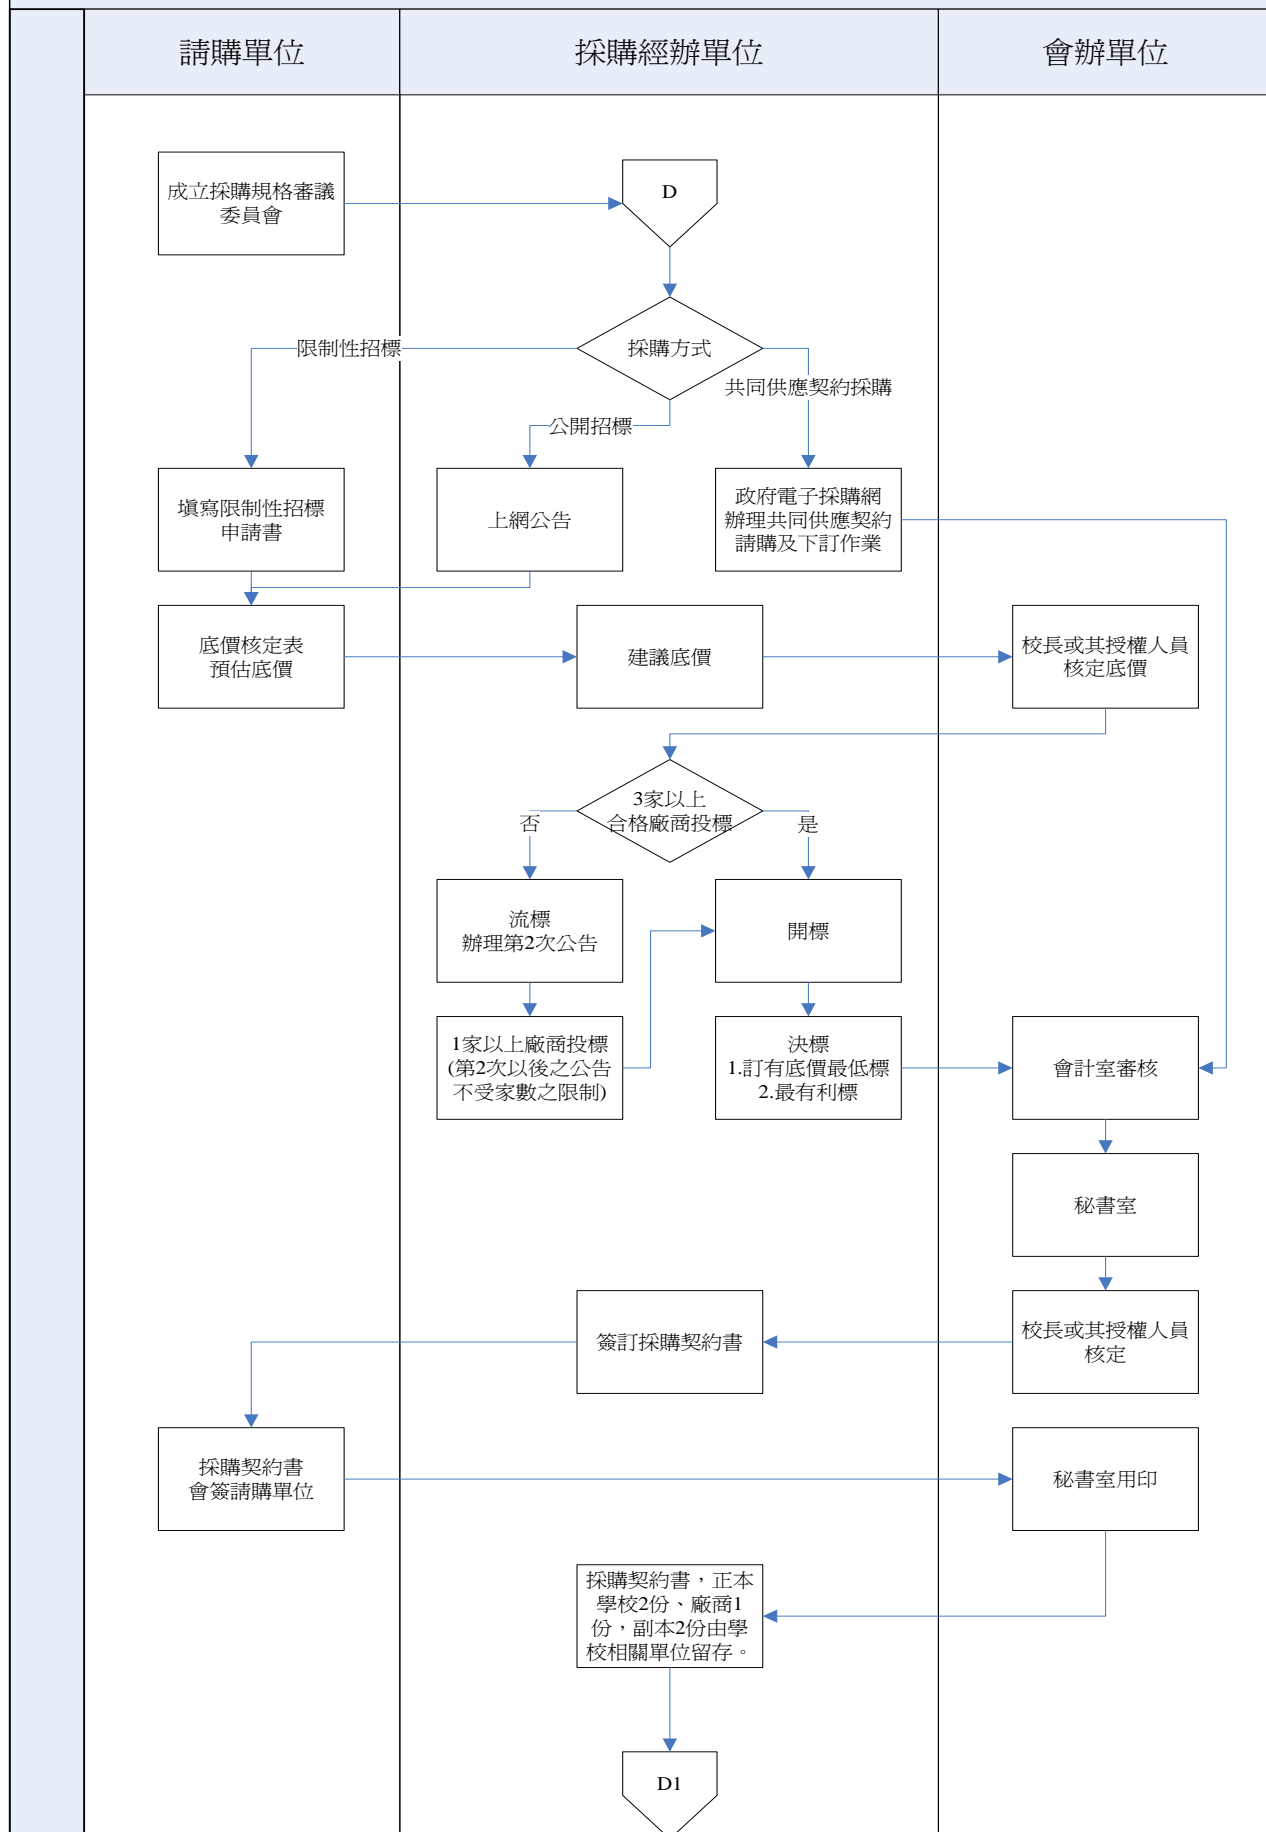 請購單位
採購經辦單位
會辦單位
成立採購規格審議
委員會
D
採購方式
限制性招標
共同供應契約採購
公開招標
填寫限制性招標
申請書
上網公告
政府電子採購網
辦理共同供應契約
請購及下訂作業
底價核定表
預估底價
建議底價
校長或其授權人員
核定底價
3家以上
合格廠商投標
否
是
流標
辦理第2次公告
開標
1家以上廠商投標
(第2次以後之公告
不受家數之限制)
決標
1.訂有底價最低標
2.最有利標
會計室審核
秘書室
簽訂採購契約書
校長或其授權人員
核定
採購契約書
會簽請購單位
秘書室用印
採購契約書，正本
學校2份、廠商1
份，副本2份由學
校相關單位留存。
D1